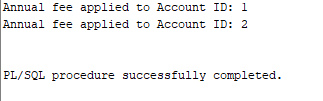 Annual fee applied to Account ID: 1
Annual fee applied to Account ID: 2
PL/SQL procedure successfully completed.